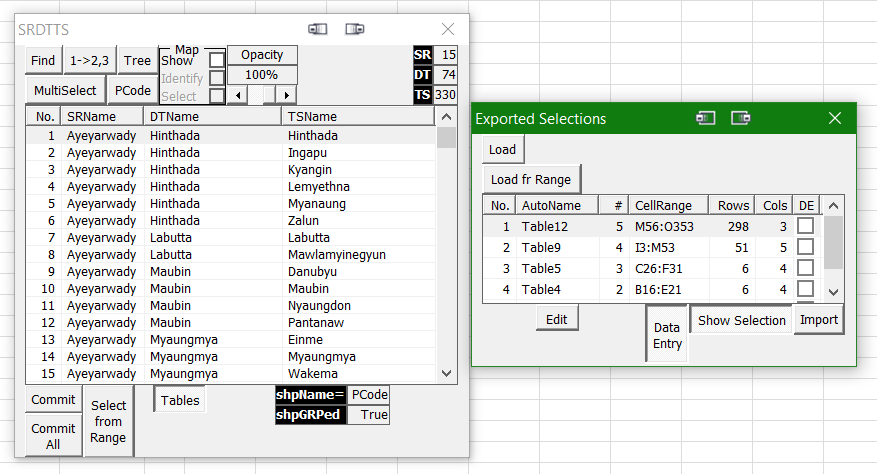 SRDTTS
Find 1->2,3 Tree Map Show Opacity SR 15
Identify 100% DT 74
MultiSelect PCode Select TS 330
No. SRName DTName TSName
1 Ayeyarwady Hinthada Hinthada
2 Ayeyarwady Hinthada Ingapu
3 Ayeyarwady Hinthada Kyangin
4 Ayeyarwady Hinthada Lemyethna
5 Ayeyarwady Hinthada Myanaung
6 Ayeyarwady Hinthada Zalun
7 Ayeyarwady Labutta Labutta
8 Ayeyarwady Labutta Mawlamyinegyun
9 Ayeyarwady Maubin Danubyu
10 Ayeyarwady Maubin Maubin
11 Ayeyarwady Maubin Nyaungdon
12 Ayeyarwady Maubin Pantanaw
13 Ayeyarwady Myaungmya Einme
14 Ayeyarwady Myaungmya Myaungmya
15 Ayeyarwady Myaungmya Wakema
Commit Select from Range Tables shpName= PCode
Commit All shpGRPed True
Exported Selections
Load
Load fr Range
No. AutoName # CellRange Rows Cols DE
1 Table12 5 M56:O353 298 3
2 Table9 4 I3:M53 51 5
3 Table5 3 C26:F31 6 4
4 Table4 2 B16:E21 6 4
Edit Data Entry Show Selection Import